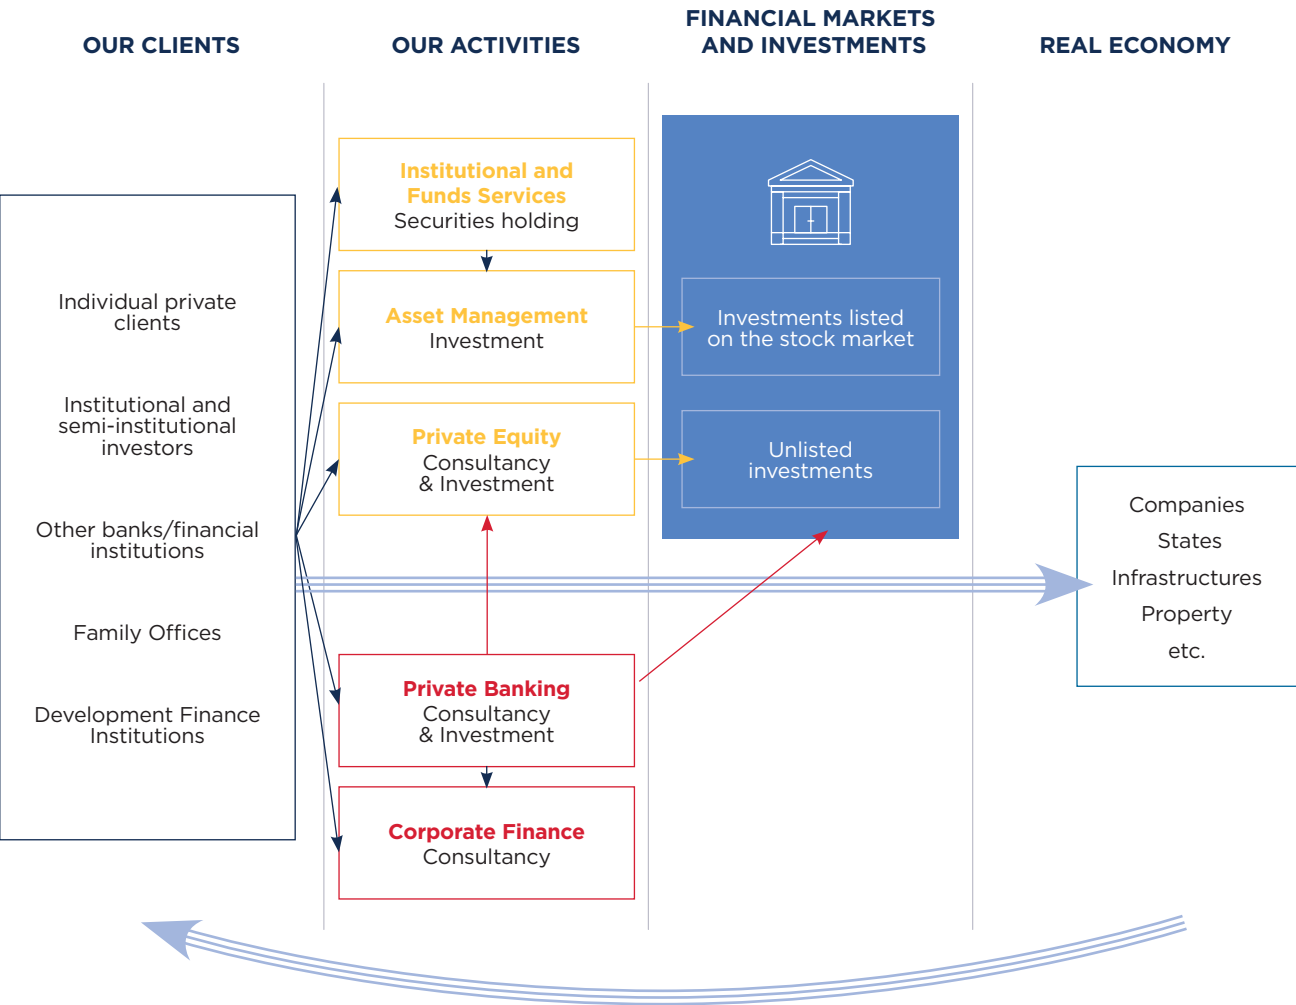 OUR CLIENTS
OUR ACTIVITIES
FINANCIAL MARKETS
AND INVESTMENTS
REAL ECONOMY
Individual private
clients
Institutional and
semi-institutional
investors
Other banks/financial
institutions
Family Offices
Development Finance
Institutions
Institutional and
Funds Services
Securities holding
Asset Management
Investment
Private Equity
Consultancy
& Investment
Private Banking
Consultancy
& Investment
Corporate Finance
Consultancy
Investments listed
on the stock market
Unlisted
investments
Companies
States
Infrastructures
Property
etc.